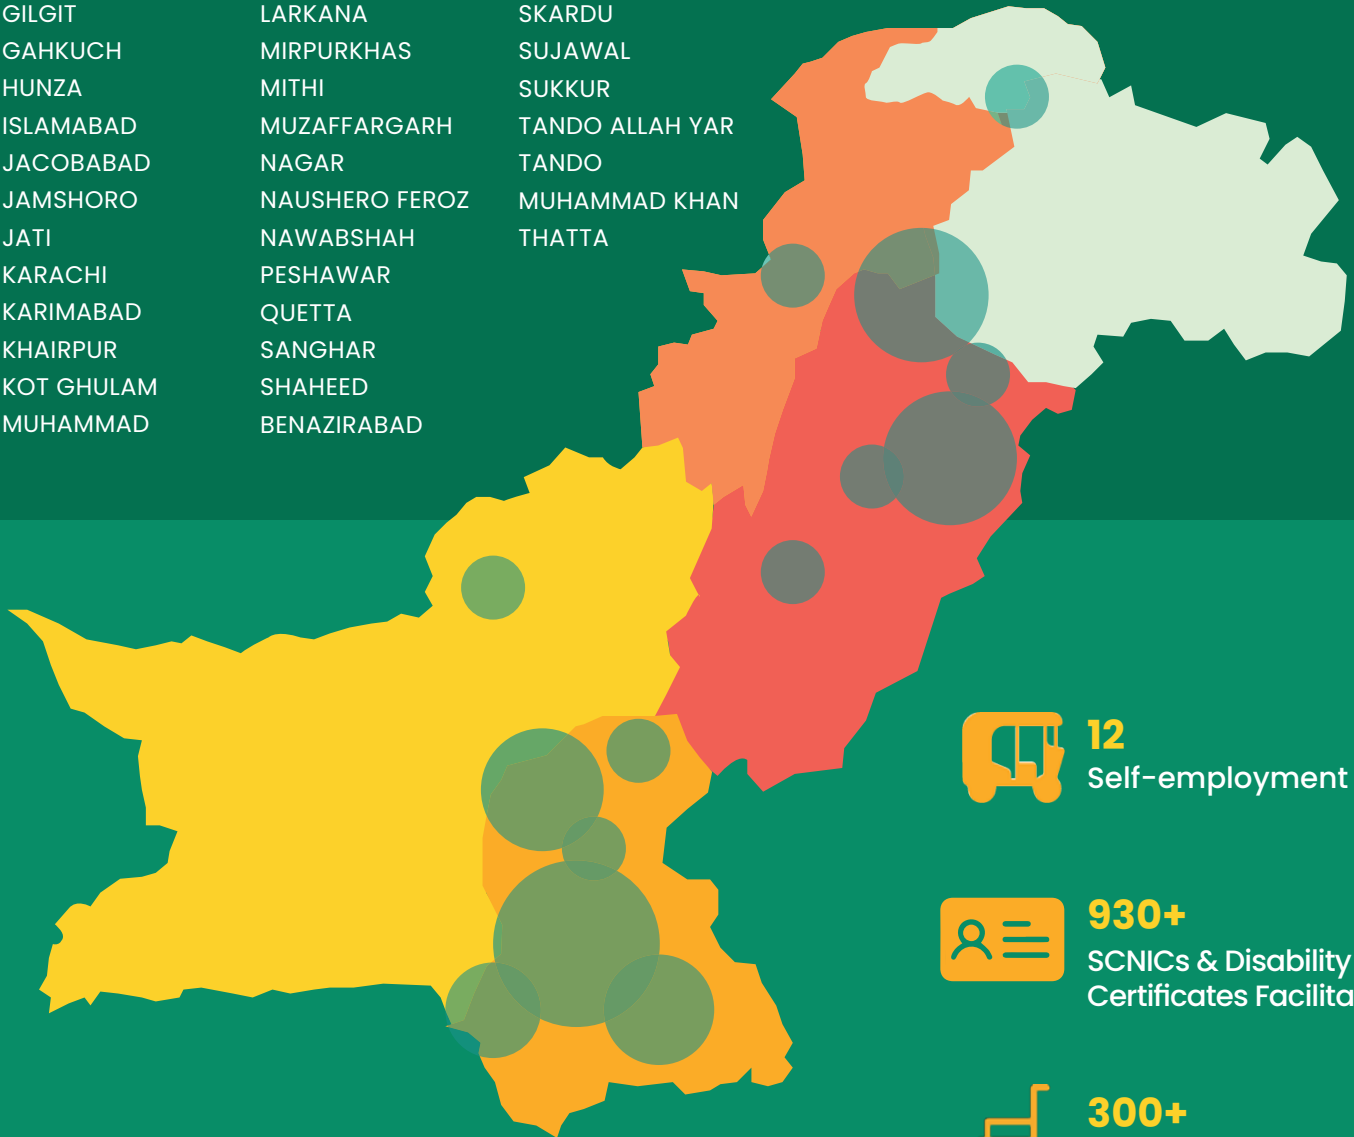 GILGIT
GAHKUCH
HUNZA
ISLAMABAD
JACOBABAD
JAMSHORO
JATI
KARACHI
KARIMABAD
KHAIRPUR
KOT GHULAM
MUHAMMAD
LARKANA
MIRPURKHAS
MITHI
MUZAFFARGARH
NAGAR
NAUSHERO FEROZ
NAWABSHAH
PESHAWAR
QUETTA
SANGHAR
SHAHEED
BENAZIRABAD
SKARDU
SUJAWAL
SUKKUR
TANDO ALLAH YAR
TANDO
MUHAMMAD KHAN
THATTA
12
Self-employment
930+
SCNICs & Disability
Certificates Facilita
300+